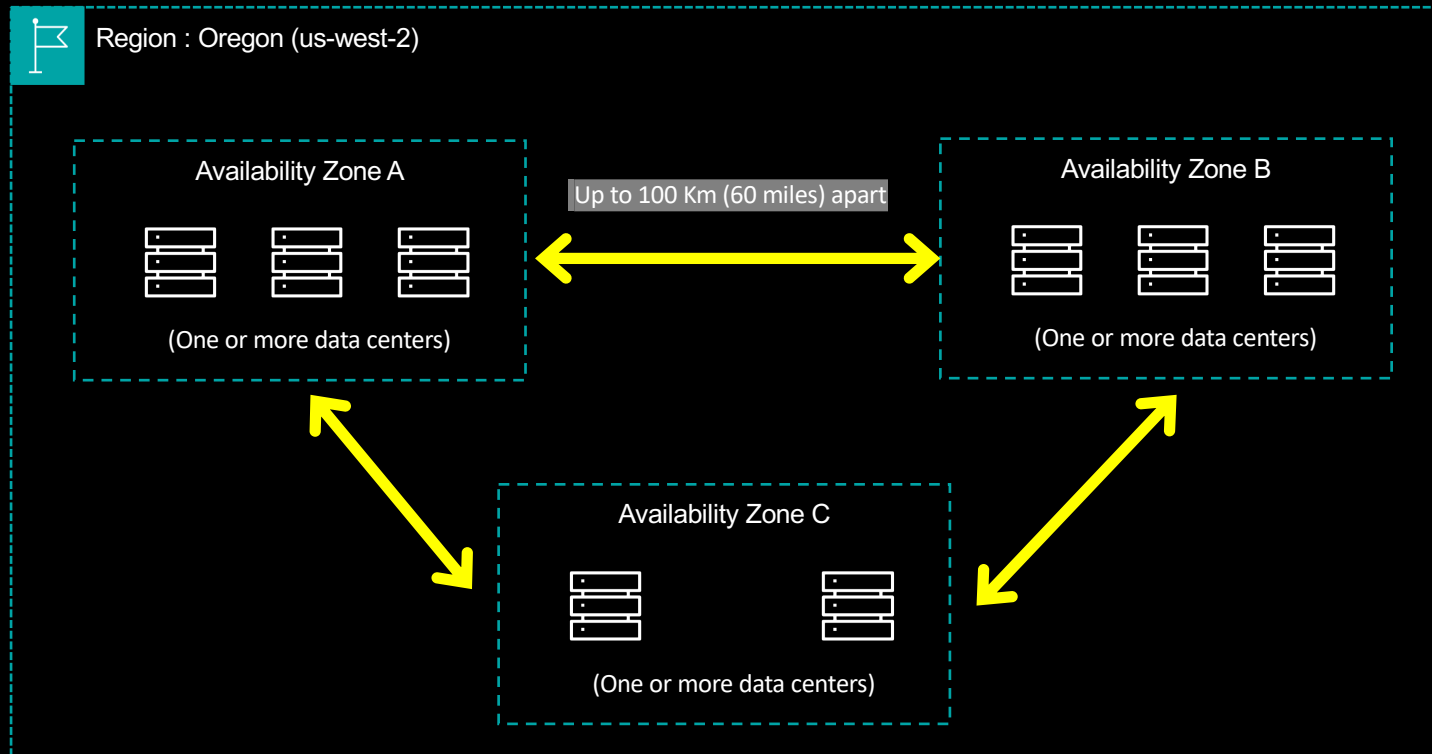 Region : Oregon (us-west-2)
Availability Zone A
Up to 100 Km (60 miles) apart
Availability Zone B
(One or more data centers)
(One or more data centers)
Availability Zone C
(One or more data centers)